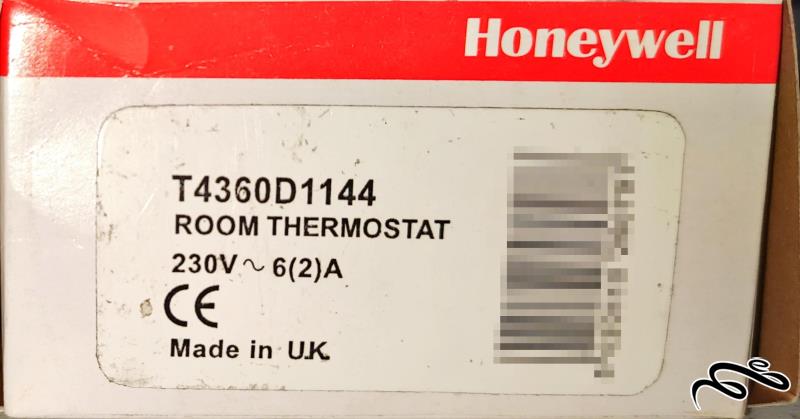 Honeywell
T4360D1144
ROOM THERMOSTAT
230V ~ 6(2)A
CE
Made in U.K.